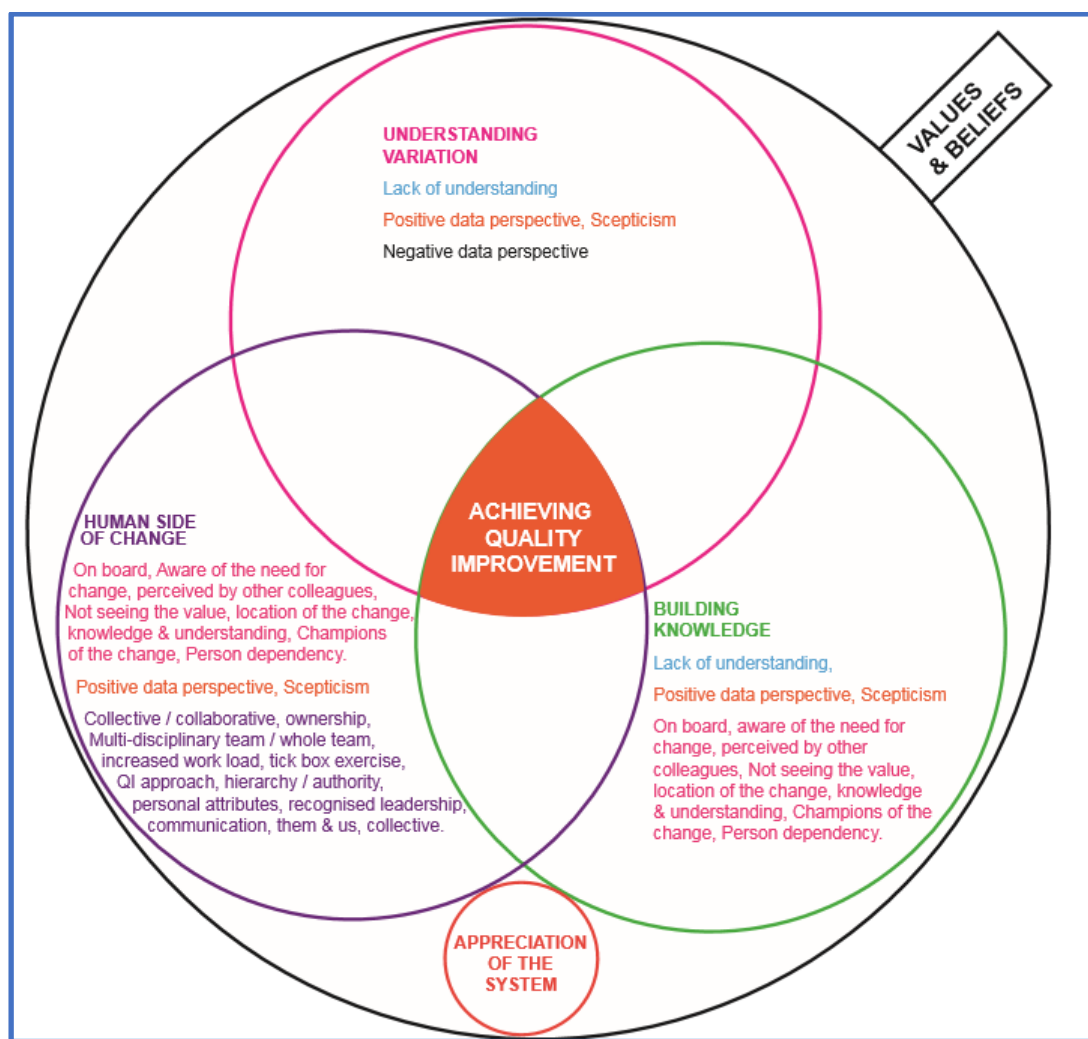 VALUES
& BELIEFS
UNDERSTANDING
VARIATION
Lack of understanding
Positive data perspective, Scepticism
Negative data perspective
ACHIEVING
QUALITY
IMPROVEMENT
HUMAN SIDE
OF CHANGE
On board, Aware of the need for
change, perceived by other colleagues,
Not seeing the value, location of the change,
knowledge & understanding, Champions
of the change, Person dependency.
Positive data perspective, Scepticism
Collective / collaborative, ownership,
Multi-disciplinary team / whole team,
increased work load, tick box exercise,
QI approach, hierarchy / authority,
personal attributes, recognised leadership,
communication, them & us, collective.
BUILDING
KNOWLEDGE
Lack of understanding,
Positive data perspective, Scepticism
On board, aware of the need for
change, perceived by other
colleagues, Not seeing the value,
location of the change, knowledge
& understanding, Champions of the
change, Person dependency.
APPRECIATION
OF THE
SYSTEM